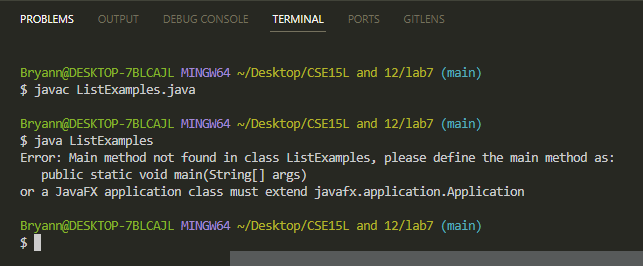 PROBLEMS OUTPUT DEBUG CONSOLE TERMINAL PORTS GITLENS
Bryann@DESKTOP-7BLCAJL MINGW64 ~/Desktop/CSE15L and 12/lab7 (main)
$ javac ListExamples.java
Bryann@DESKTOP-7BLCAJL MINGW64 ~/Desktop/CSE15L and 12/lab7 (main)
$ java ListExamples
Error: Main method not found in class ListExamples, please define the main method as:
   public static void main(String[] args)
or a JavaFX application class must extend javafx.application.Application
Bryann@DESKTOP-7BLCAJL MINGW64 ~/Desktop/CSE15L and 12/lab7 (main)
$